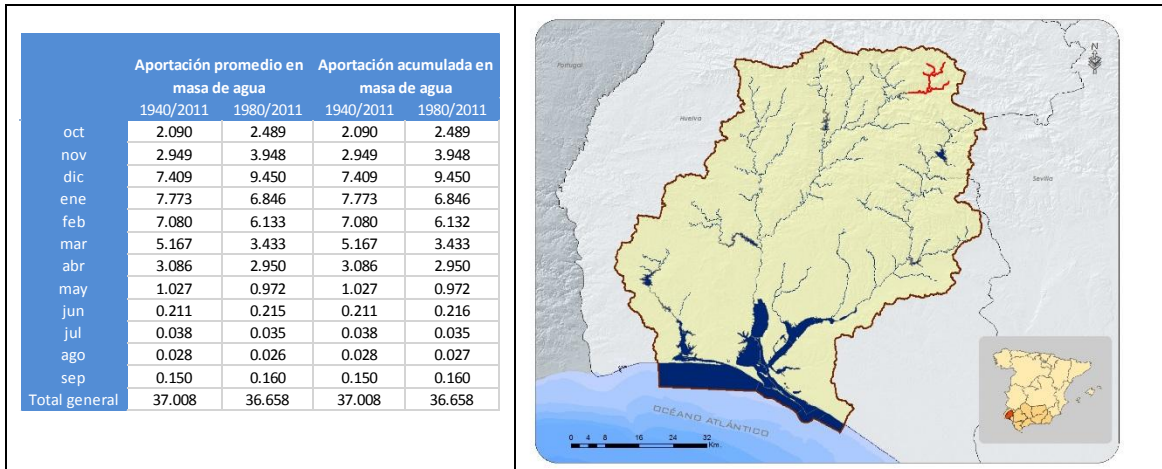 Aportación promedio en masa de agua Aportación acumulada en masa de agua
1940/2011 1980/2011 1940/2011 1980/2011
oct 2.090 2.489 2.090 2.489
nov 2.949 3.948 2.949 3.948
dic 7.409 9.450 7.409 9.450
ene 7.773 6.846 7.773 6.846
feb 7.080 6.133 7.080 6.132
mar 5.167 3.433 5.167 3.433
abr 3.086 2.950 3.086 2.950
may 1.027 0.972 1.027 0.972
jun 0.211 0.215 0.211 0.216
jul 0.038 0.035 0.038 0.035
ago 0.028 0.026 0.028 0.027
sep 0.150 0.160 0.150 0.160
Total general 37.008 36.658 37.008 36.658
Portugal
N
Huelva
Sevilla
OCÉANO ATLÁNTICO
0 4 8 16 24 32
Km.